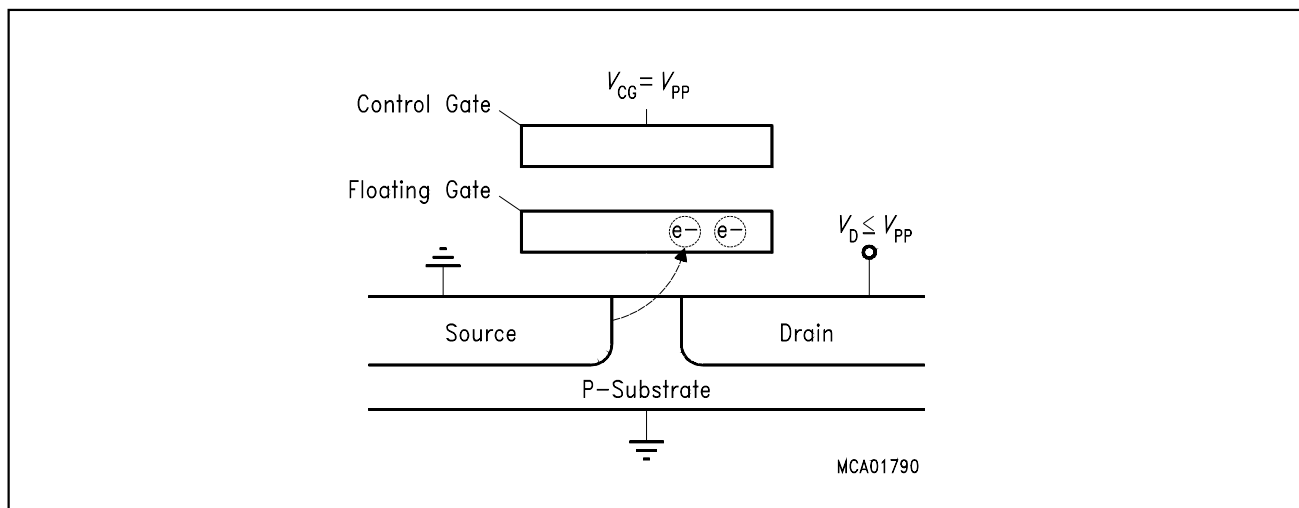 V_CG = V_PP
Control Gate
Floating Gate
e− e−
V_D ≤ V_PP
Source
Drain
P−Substrate
MCA01790